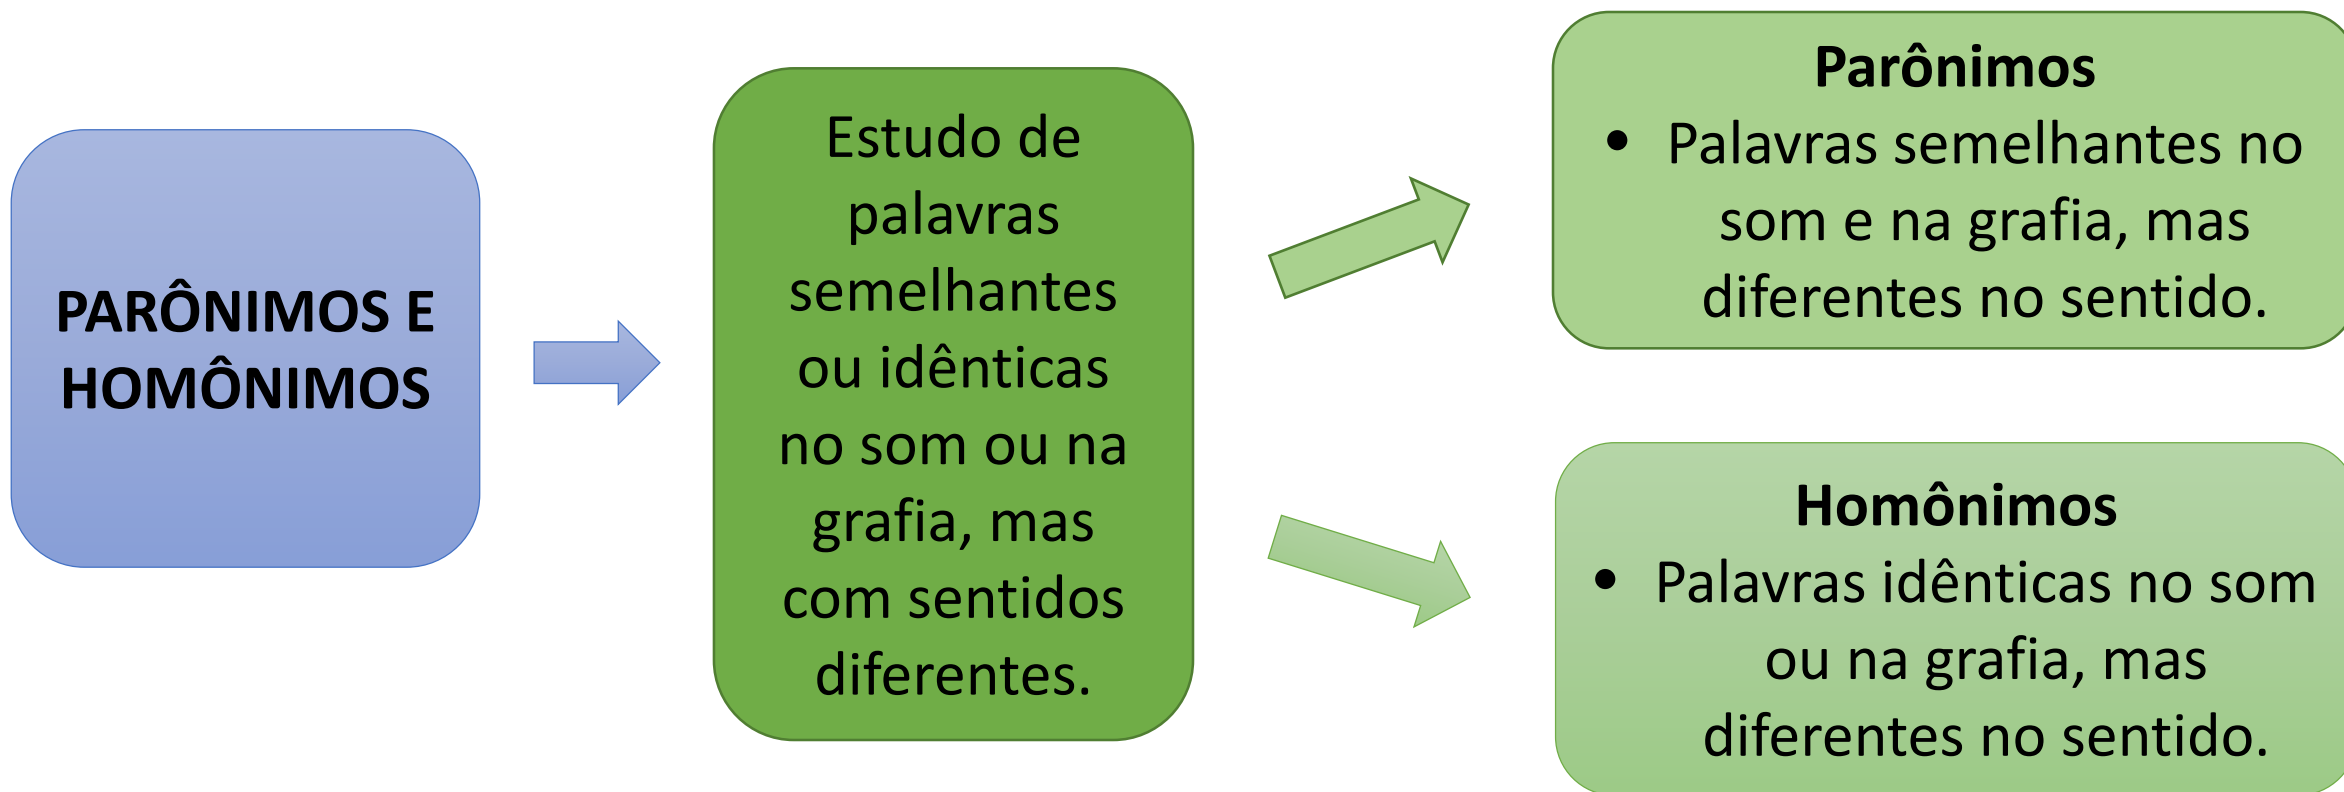 PARÔNIMOS E
HOMÔNIMOS
Estudo de
palavras
semelhantes
ou idênticas
no som ou na
grafia, mas
com sentidos
diferentes.
Parônimos
• Palavras semelhantes no
som e na grafia, mas
diferentes no sentido.
Homônimos
• Palavras idênticas no som
ou na grafia, mas
diferentes no sentido.